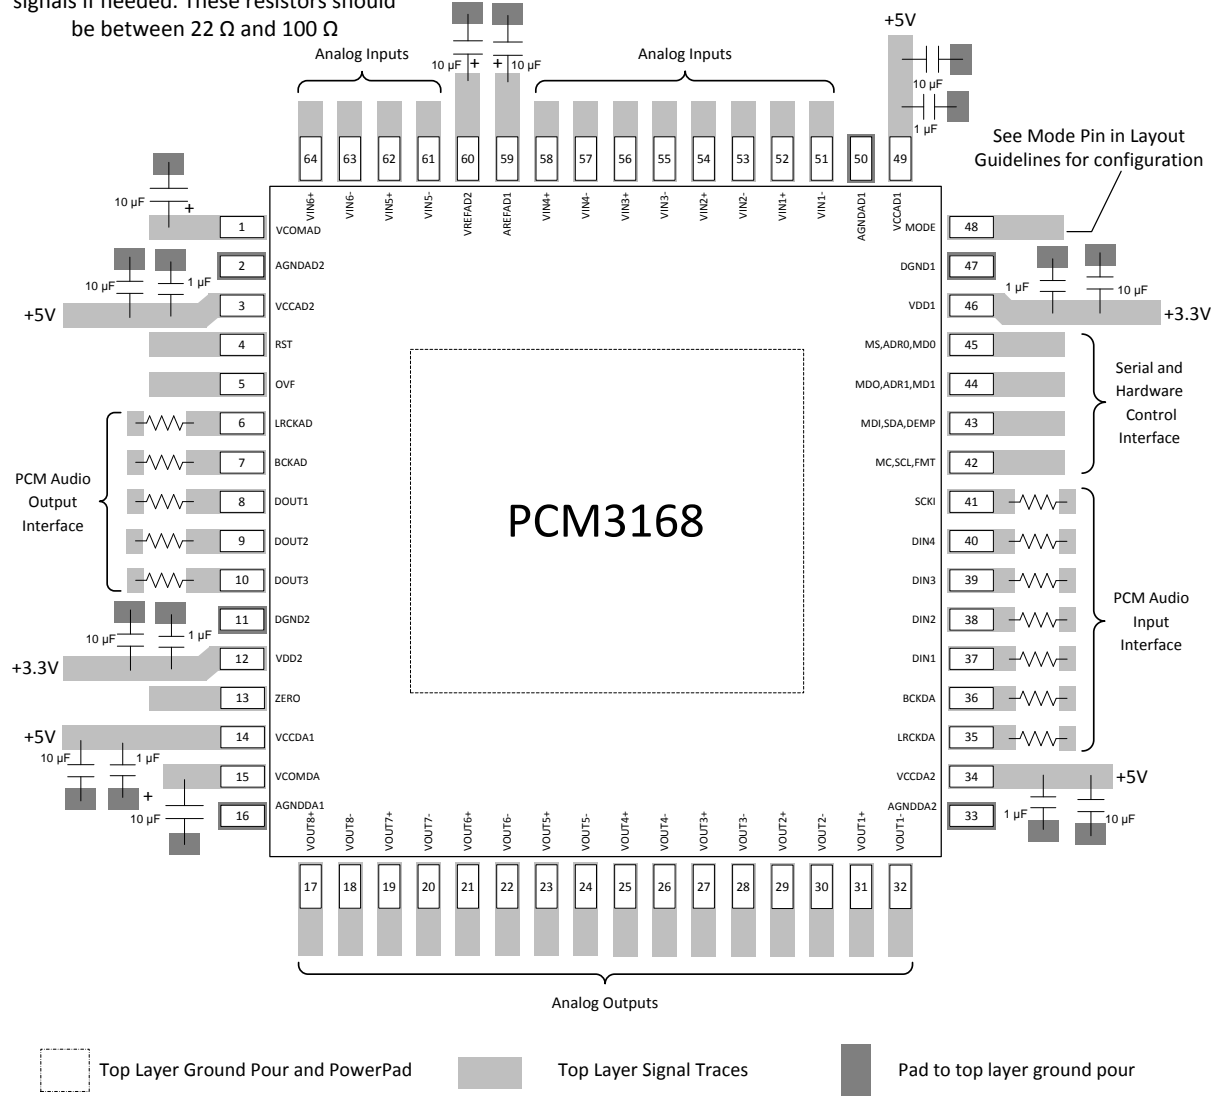 signals if needed. These resistors should
be between 22 Ω and 100 Ω
+5V
Analog Inputs
Analog Inputs
10 µF
+
+
10 µF
10 µF
1 µF
See Mode Pin in Layout
Guidelines for configuration
64
63
62
61
60
59
58
57
56
55
54
53
52
51
50
49
VIN6+
VIN6-
VIN5+
VIN5-
VREFAD2
AREFAD1
VIN4+
VIN4-
VIN3+
VIN3-
VIN2+
VIN2-
VIN1+
VIN1-
AGNDAD1
VCCAD1
10 µF
+
1
VCOMAD
2
AGNDAD2
10 µF
1 µF
+5V
3
VCCAD2
4
RST
5
OVF
6
LRCKAD
7
BCKAD
8
DOUT1
9
DOUT2
10
DOUT3
PCM Audio
Output
Interface
11
DGND2
10 µF
1 µF
+3.3V
12
VDD2
13
ZERO
+5V
14
VCCDA1
10 µF
1 µF
15
VCOMDA
+
10 µF
16
AGNDDA1
PCM3168
MODE
48
DGND1
47
1 µF
10 µF
VDD1
46
+3.3V
MS,ADR0,MD0
45
MDO,ADR1,MD1
44
MDI,SDA,DEMP
43
MC,SCL,FMT
42
Serial and
Hardware
Control
Interface
SCKI
41
DIN4
40
DIN3
39
DIN2
38
DIN1
37
BCKDA
36
LRCKDA
35
PCM Audio
Input
Interface
VCCDA2
34
+5V
AGNDDA2
33
1 µF
10 µF
VOUT8+
VOUT8-
VOUT7+
VOUT7-
VOUT6+
VOUT6-
VOUT5+
VOUT5-
VOUT4+
VOUT4-
VOUT3+
VOUT3-
VOUT2+
VOUT2-
VOUT1+
VOUT1-
17
18
19
20
21
22
23
24
25
26
27
28
29
30
31
32
Analog Outputs
Top Layer Ground Pour and PowerPad
Top Layer Signal Traces
Pad to top layer ground pour